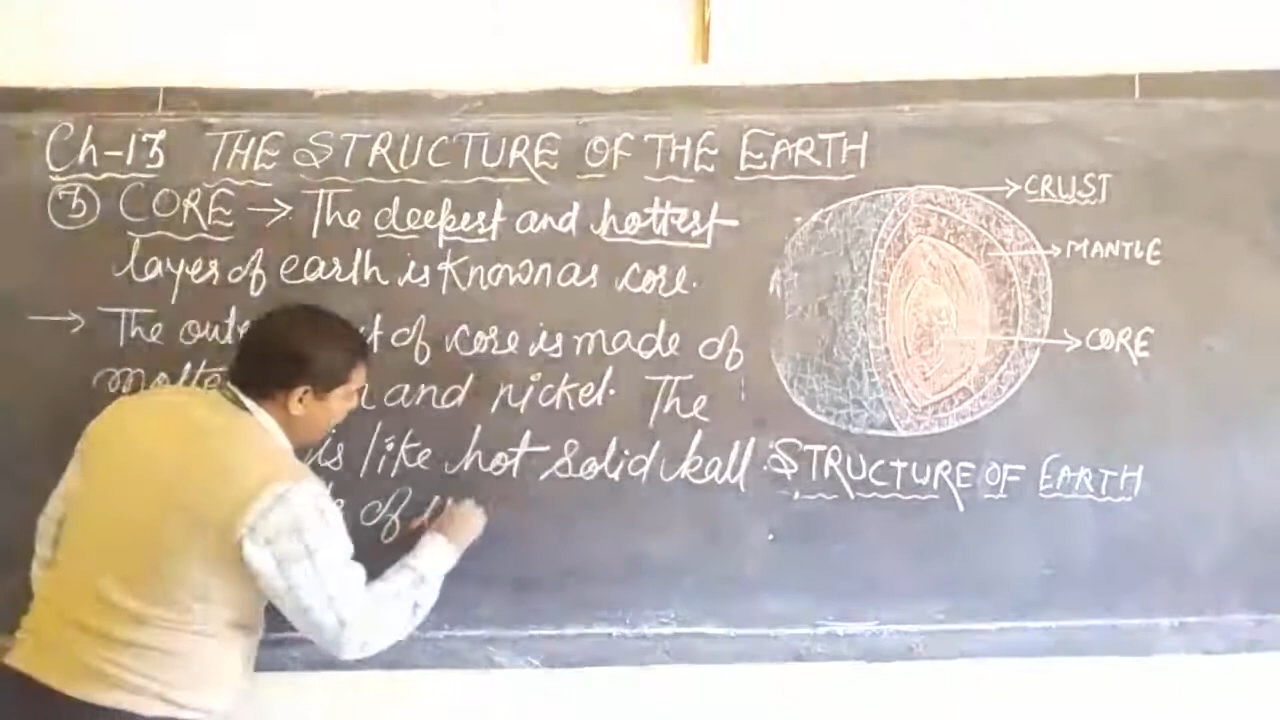 Ch-13 THE STRUCTURE OF THE EARTH
③ CORE → The deepest and hottest
layer of earth is known as core.
→ The of core is made of
and nickel. The
is like hot solid ball
of
CRUST
MANTLE
CORE
STRUCTURE OF EARTH